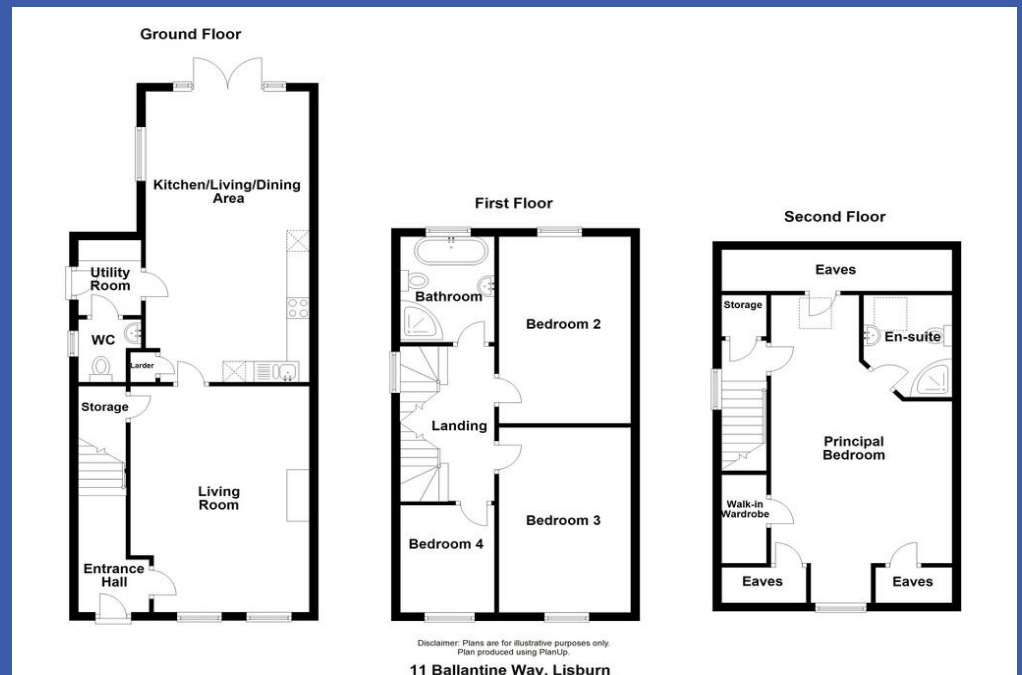 Ground Floor
Kitchen/Living/Dining
Area
Utility
Room
WC
Larder
Storage
Living
Room
Entrance
Hall
First Floor
Bathroom
Bedroom 2
Landing
Bedroom 3
Bedroom 4
Second Floor
Eaves
Storage
En-suite
Principal
Bedroom
Walk-in
Wardrobe
Eaves
Eaves
Disclaimer: Plans are for illustrative purposes only.
Plan produced using PlanUp.
11 Ballantine Way, Lisburn